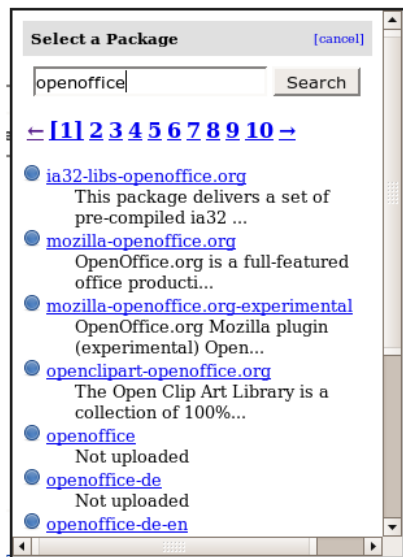 Select a Package [cancel]
openoffice Search
← [1] 2 3 4 5 6 7 8 9 10 →
ia32-libs-openoffice.org
This package delivers a set of
pre-compiled ia32 ...
mozilla-openoffice.org
OpenOffice.org is a full-featured
office producti...
mozilla-openoffice.org-experimental
OpenOffice.org Mozilla plugin
(experimental) Open...
openclipart-openoffice.org
The Open Clip Art Library is a
collection of 100%...
openoffice
Not uploaded
openoffice-de
Not uploaded
openoffice-de-en